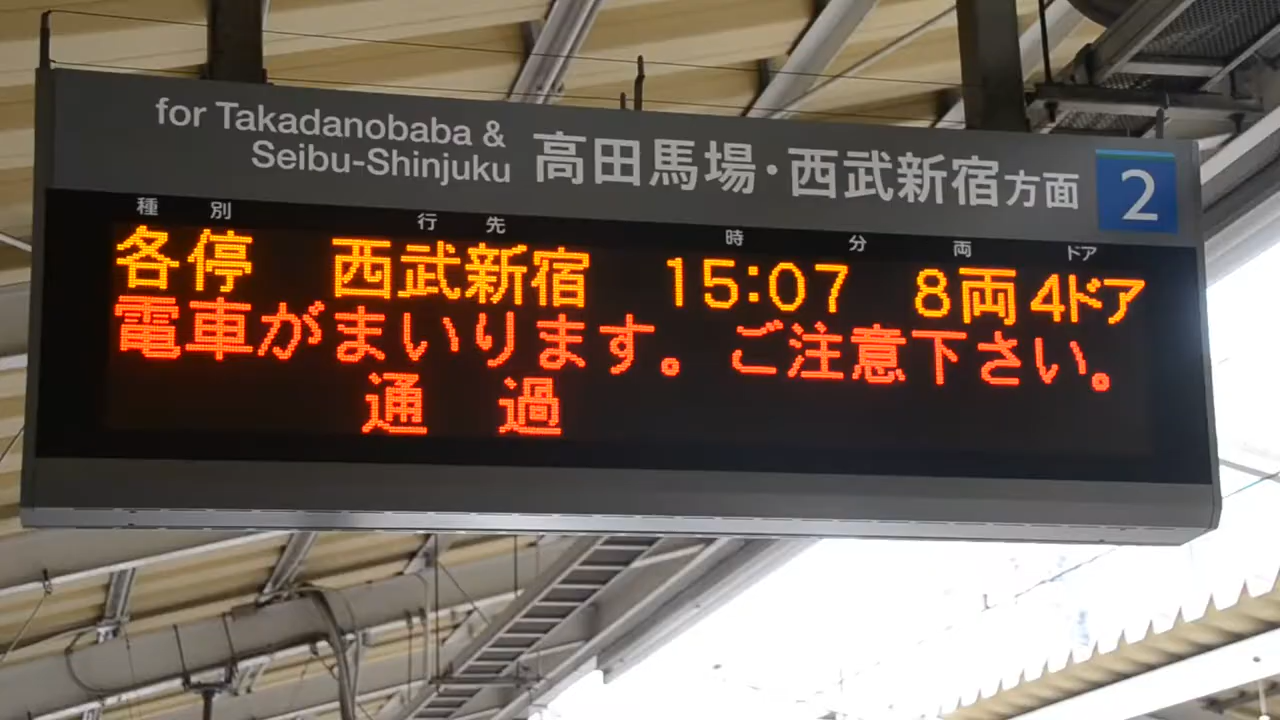 for Takadanobaba &
Seibu-Shinjuku
高田馬場・西武新宿方面
2
種別 行先 時 分 両 ドア
各停 西武新宿 15:07 8両 4ドア
電車がまいります。ご注意下さい。
通過